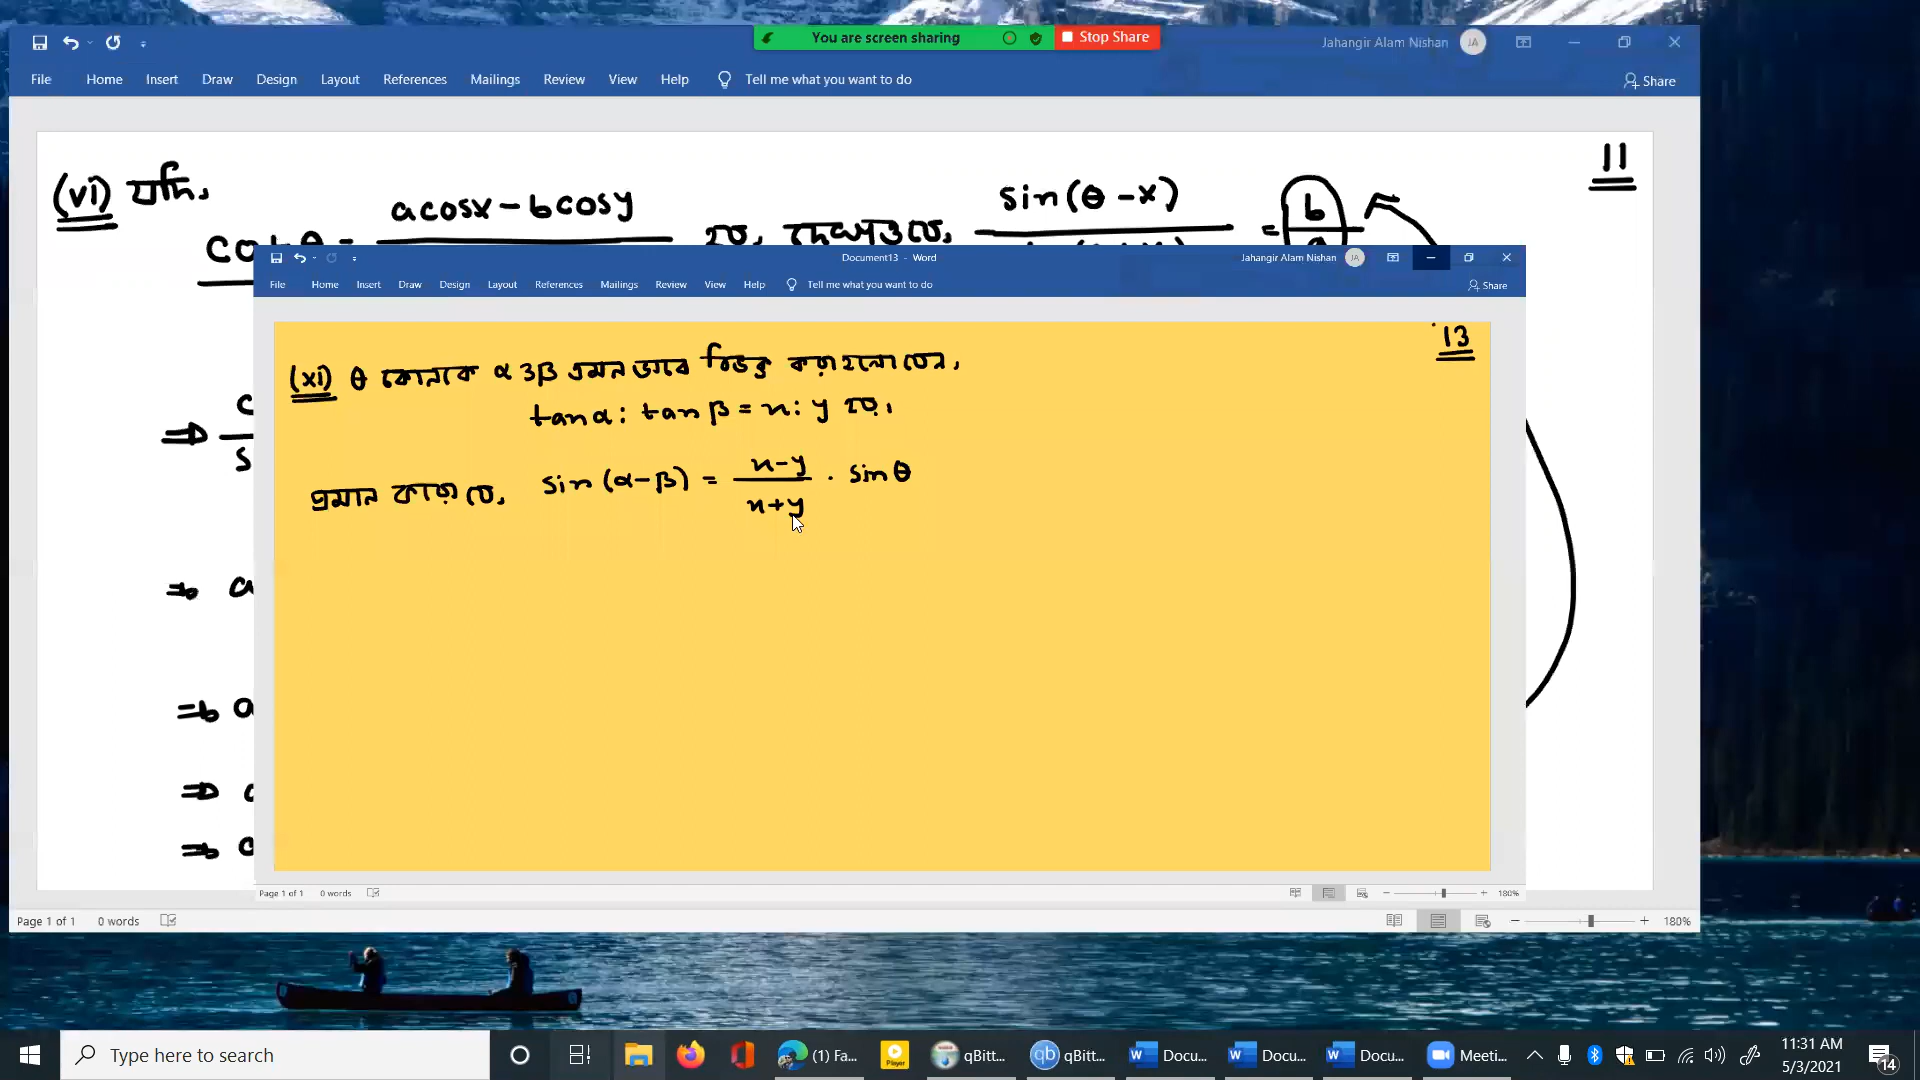 You are screen sharing Stop Share
Jahangir Alam Nishan JA
File Home Insert Draw Design Layout References Mailings Review View Help Tell me what you want to do Share
11
(vi) যদি,
acosx - bcosy
sin(θ - x)
= b
Document13 - Word Jahangir Alam Nishan JA
File Home Insert Draw Design Layout References Mailings Review View Help Tell me what you want to do Share
13
(xi) θ কোনকে α ও β এমন ভাবে বিভক্ত করা হলো যেন,
tanα : tanβ = x : y হয়,
প্রমান কর যে, sin(α-β) = x-y / x+y · sinθ
Page 1 of 1 0 words 180%
Page 1 of 1 0 words 180%
Type here to search
(1) Fa... qBitt... qBitt... Docu... Docu... Docu... Meeti...
11:31 AM
5/3/2021
14